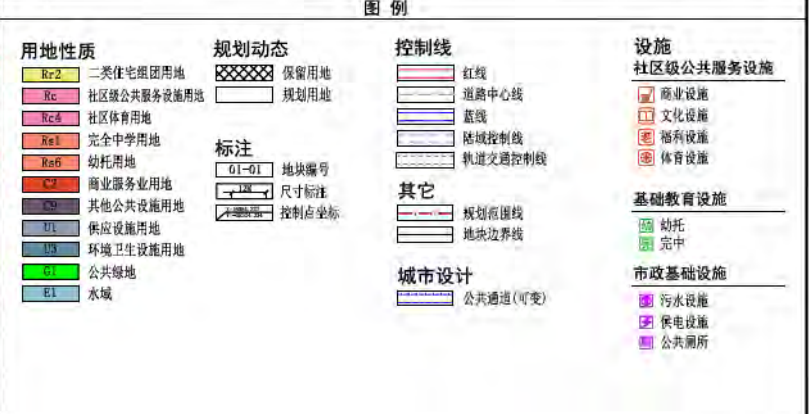 图 例
用地性质
Rr2 二类住宅组团用地
Rc 社区级公共服务设施用地
Rc4 社区体育用地
Rs1 完全中学用地
Rs6 幼托用地
C2 商业服务业用地
C9 其他公共设施用地
U1 供应设施用地
U3 环境卫生设施用地
G1 公共绿地
E1 水域
规划动态
保留用地
规划用地
标注
01-01 地块编号
尺寸标注
控制点坐标
控制线
红线
道路中心线
蓝线
陆域控制线
轨道交通控制线
其它
规划范围线
地块边界线
城市设计
公共通道(可变)
设施
社区级公共服务设施
商业设施
文化设施
福利设施
体育设施
基础教育设施
幼托
完中
市政基础设施
污水设施
供电设施
公共厕所